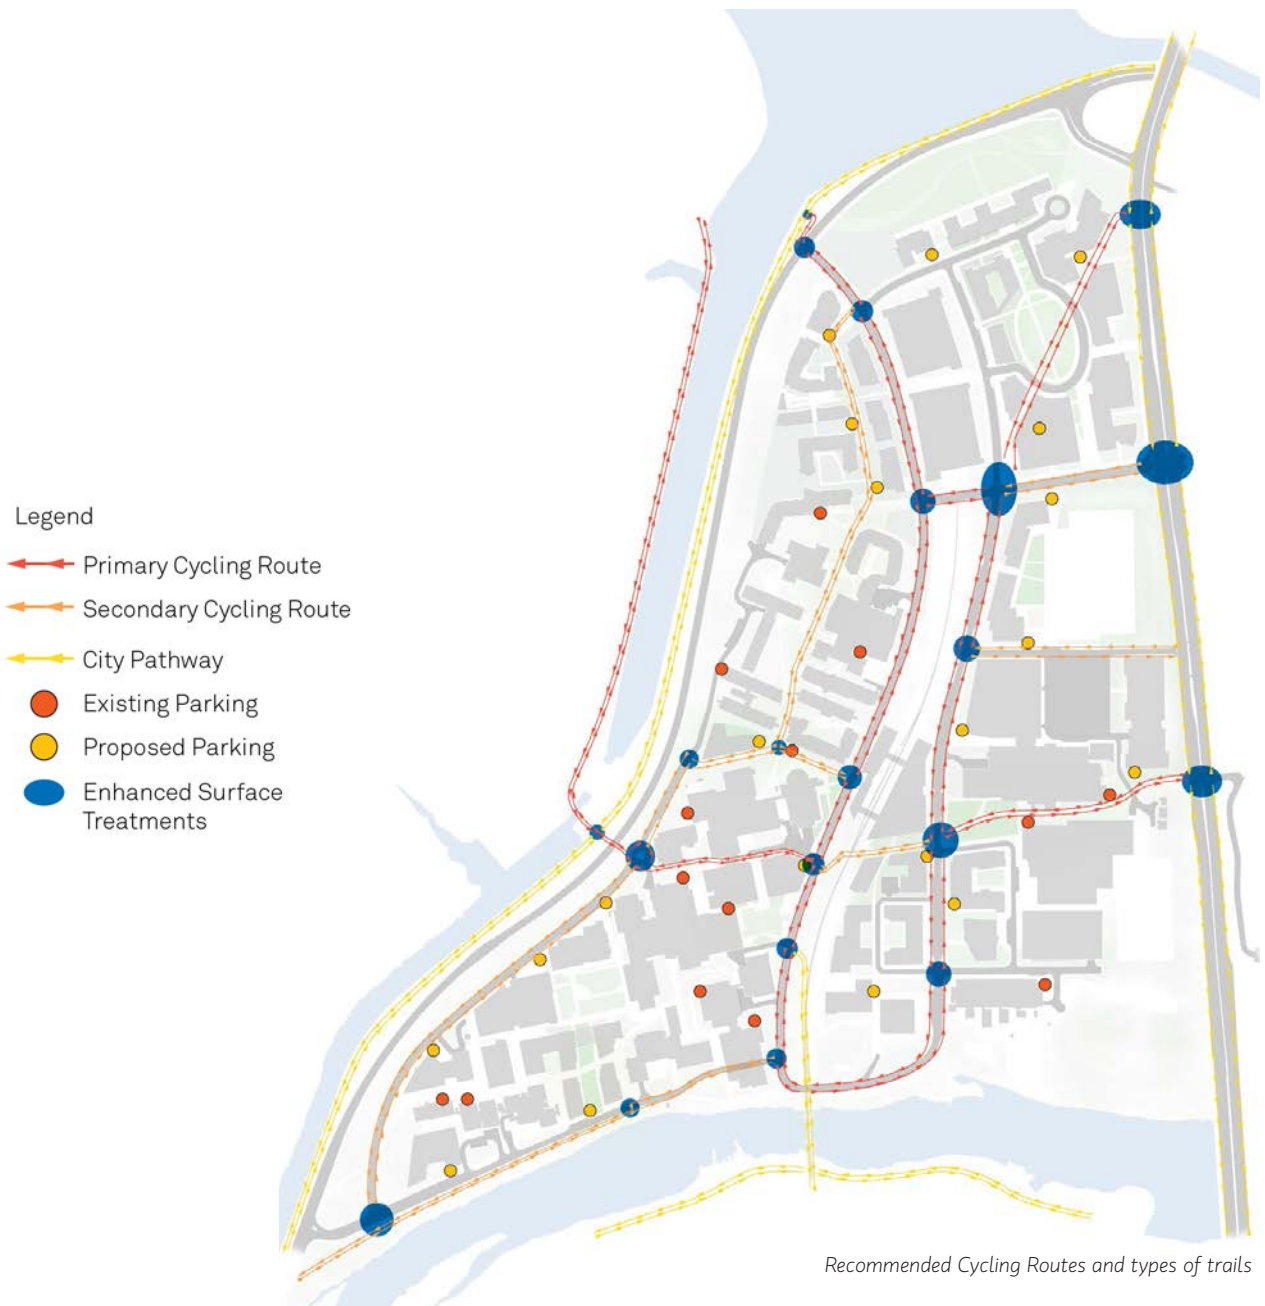 Legend
Primary Cycling Route
Secondary Cycling Route
City Pathway
Existing Parking
Proposed Parking
Enhanced Surface
Treatments
Recommended Cycling Routes and types of trails